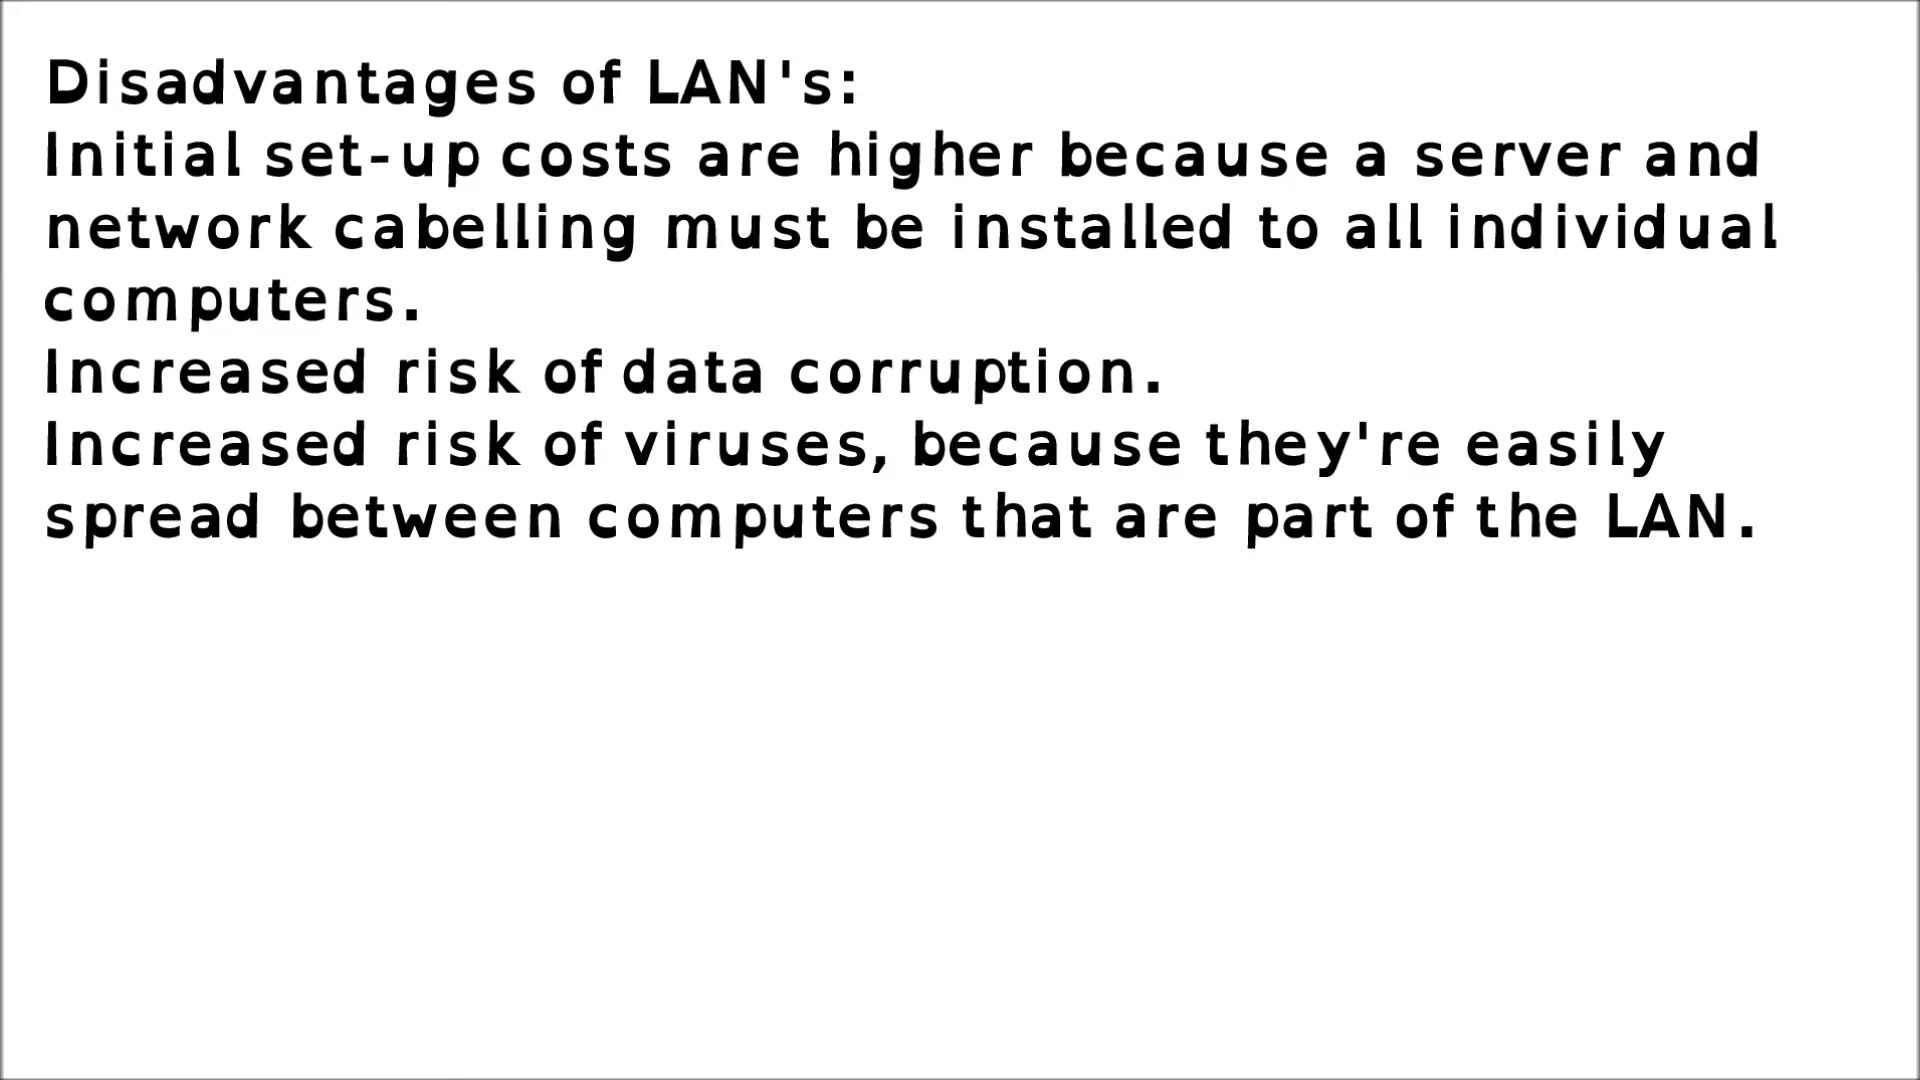 Disadvantages of LAN's:
Initial set-up costs are higher because a server and
network cabelling must be installed to all individual
computers.
Increased risk of data corruption.
Increased risk of viruses, because they're easily
spread between computers that are part of the LAN.